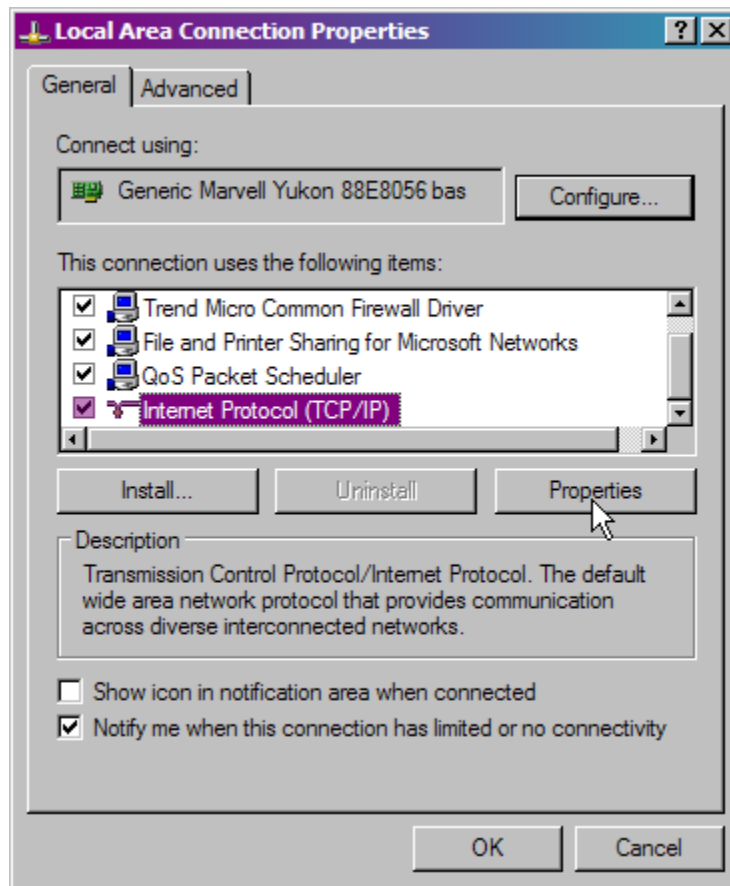 Local Area Connection Properties
General
Advanced
Connect using:
Generic Marvell Yukon 88E8056 bas
Configure...
This connection uses the following items:
Trend Micro Common Firewall Driver
File and Printer Sharing for Microsoft Networks
QoS Packet Scheduler
Internet Protocol (TCP/IP)
Install...
Uninstall
Properties
Description
Transmission Control Protocol/Internet Protocol. The default
wide area network protocol that provides communication
across diverse interconnected networks.
Show icon in notification area when connected
Notify me when this connection has limited or no connectivity
OK
Cancel